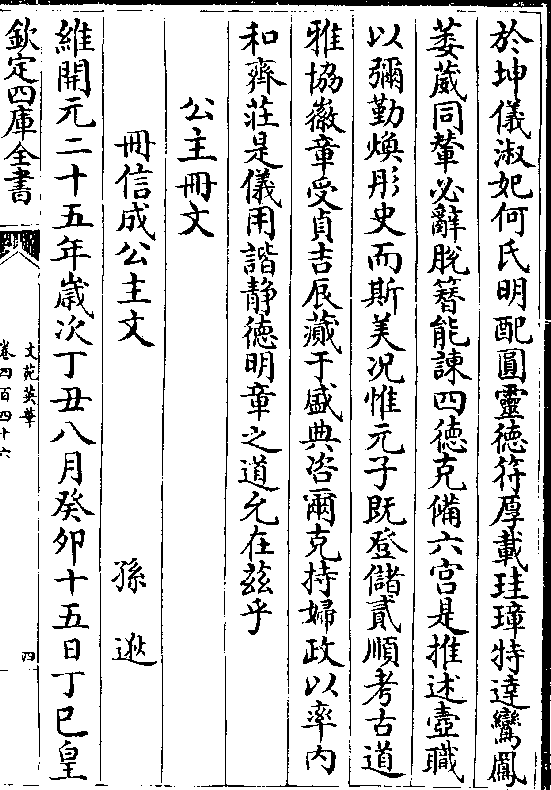 於坤儀淑妃何氏明配圓靈德符厚載珪璋特達鸞鳳
萎葳同輦必辭脫簪能諫四德克備六宮是推述壼職
以彌勤煥彤史而斯美况惟元子既登儲貳順考古道
雅協徽章受貞吉辰蕆于盛典咨爾克持婦政以率内
和齊莊是儀用諧靜德明章之道允在兹乎
公主冊文
冊信成公主文
孫逖
維開元二十五年歲次丁丑八月癸卯十五日丁巳皇
欽定四庫全書
文苑英華
卷四百四十六
四